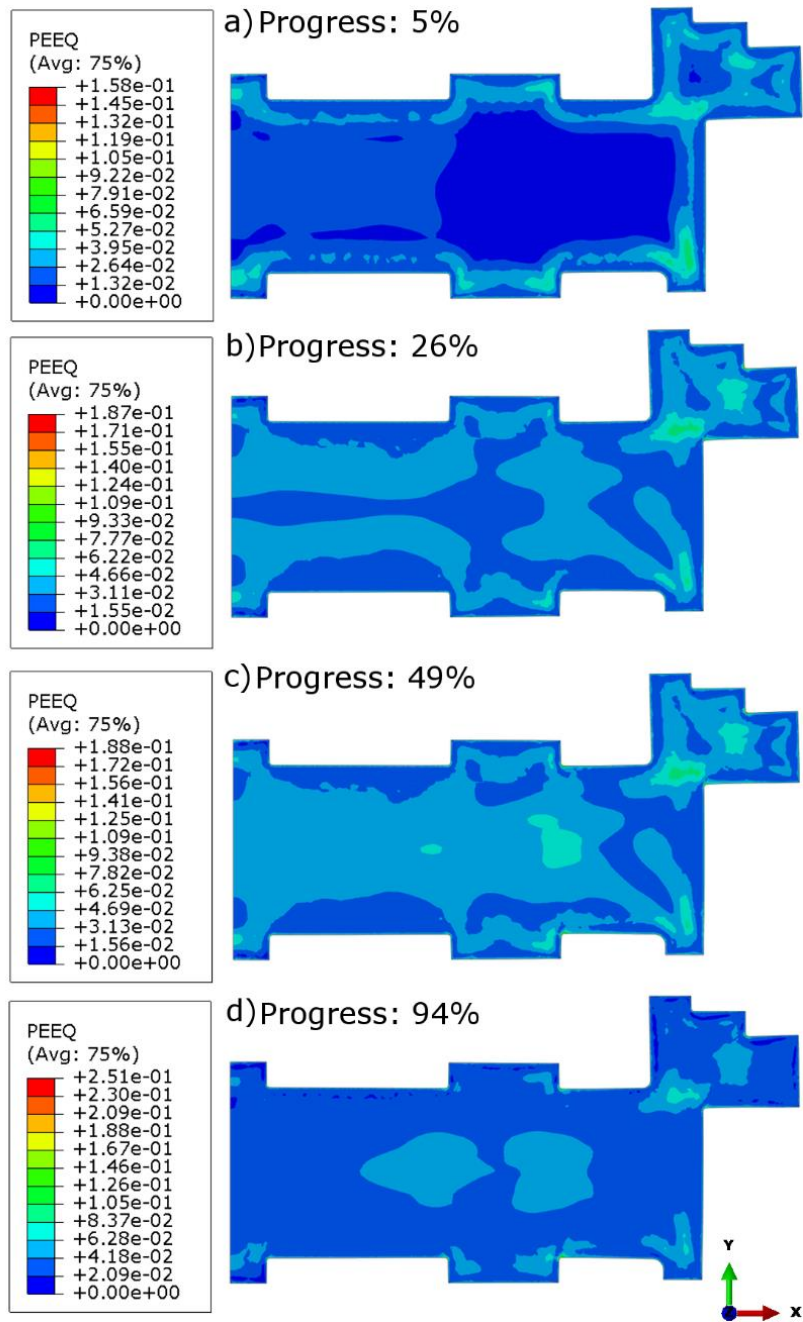 a) Progress: 5%
PEEQ
(Avg: 75%)
+1.58e-01
+1.45e-01
+1.32e-01
+1.19e-01
+1.05e-01
+9.22e-02
+7.91e-02
+6.59e-02
+5.27e-02
+3.95e-02
+2.64e-02
+1.32e-02
+0.00e+00
b) Progress: 26%
PEEQ
(Avg: 75%)
+1.87e-01
+1.71e-01
+1.55e-01
+1.40e-01
+1.24e-01
+1.09e-01
+9.33e-02
+7.77e-02
+6.22e-02
+4.66e-02
+3.11e-02
+1.55e-02
+0.00e+00
c) Progress: 49%
PEEQ
(Avg: 75%)
+1.88e-01
+1.72e-01
+1.56e-01
+1.41e-01
+1.25e-01
+1.09e-01
+9.38e-02
+7.82e-02
+6.25e-02
+4.69e-02
+3.13e-02
+1.56e-02
+0.00e+00
d) Progress: 94%
PEEQ
(Avg: 75%)
+2.51e-01
+2.30e-01
+2.09e-01
+1.88e-01
+1.67e-01
+1.46e-01
+1.26e-01
+1.05e-01
+8.37e-02
+6.28e-02
+4.18e-02
+2.09e-02
+0.00e+00
Y
Z
X